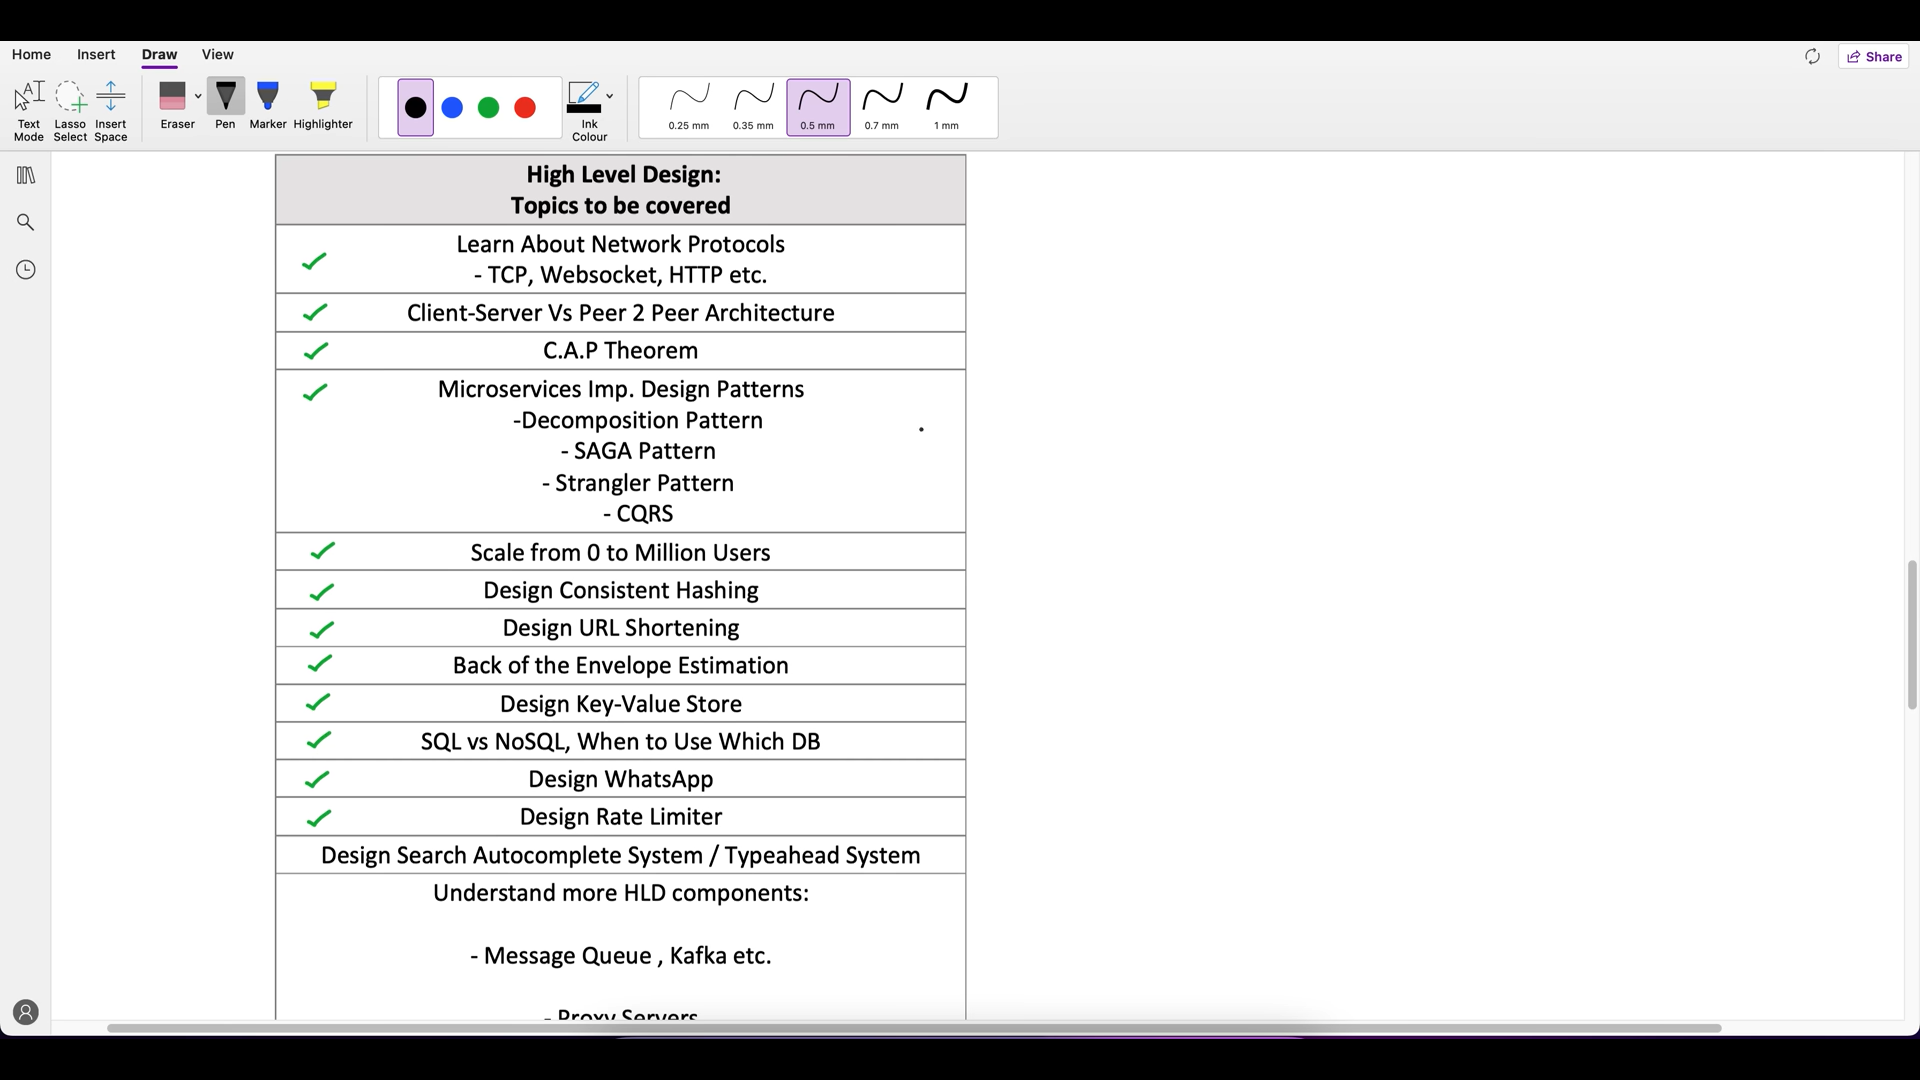 Home Insert Draw View
Share
Text Mode
Lasso Select
Insert Space
Eraser
Pen
Marker
Highlighter
Ink Colour
0.25 mm
0.35 mm
0.5 mm
0.7 mm
1 mm
High Level Design:
Topics to be covered
Learn About Network Protocols
- TCP, Websocket, HTTP etc.
Client-Server Vs Peer 2 Peer Architecture
C.A.P Theorem
Microservices Imp. Design Patterns
-Decomposition Pattern
- SAGA Pattern
- Strangler Pattern
- CQRS
Scale from 0 to Million Users
Design Consistent Hashing
Design URL Shortening
Back of the Envelope Estimation
Design Key-Value Store
SQL vs NoSQL, When to Use Which DB
Design WhatsApp
Design Rate Limiter
Design Search Autocomplete System / Typeahead System
Understand more HLD components:
- Message Queue , Kafka etc.
- Proxy Servers